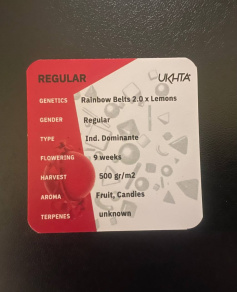 REGULAR UKHTA
GENETICS Rainbow Belts 2.0 x Lemons
GENDER Regular
TYPE Ind. Dominante
FLOWERING 9 weeks
HARVEST 500 gr/m2
AROMA Fruit, Candies
TERPENES unknown